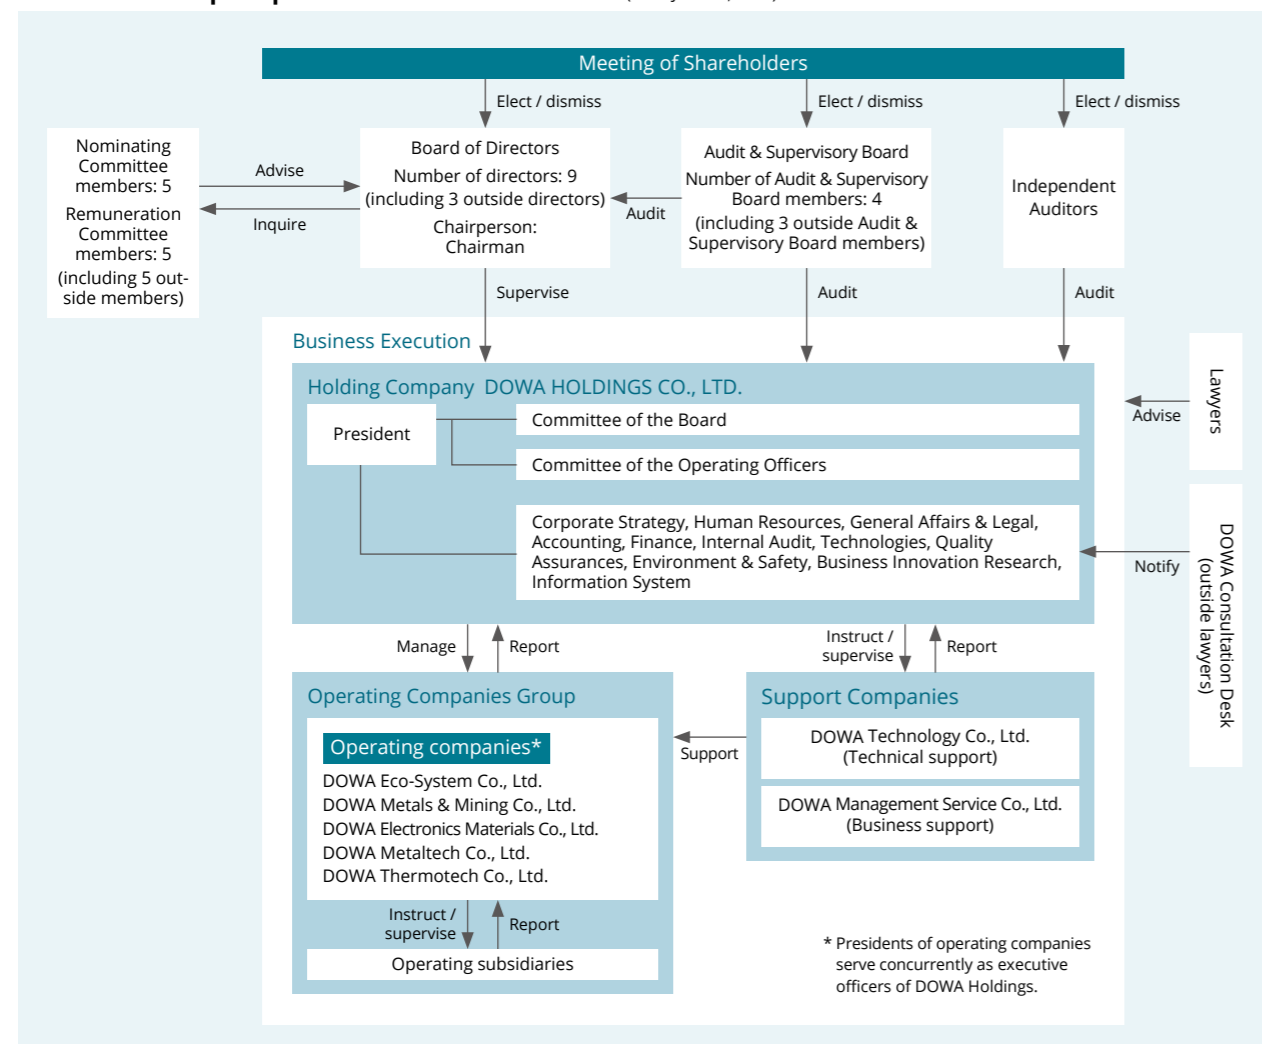 Meeting of Shareholders
Elect / dismiss
Elect / dismiss
Elect / dismiss
Nominating
Committee
members: 5
Remuneration
Committee
members: 5
(including 5 out-
side members)
Advise
Inquire
Board of Directors
Number of directors: 9
(including 3 outside directors)
Chairperson:
Chairman
Audit
Audit & Supervisory Board
Number of Audit & Supervisory
Board members: 4
(including 3 outside Audit &
Supervisory Board members)
Independent
Auditors
Supervise
Audit
Audit
Business Execution
Holding Company DOWA HOLDINGS CO., LTD.
President
Committee of the Board
Committee of the Operating Officers
Corporate Strategy, Human Resources, General Affairs & Legal,
Accounting, Finance, Internal Audit, Technologies, Quality
Assurances, Environment & Safety, Business Innovation Research,
Information System
Lawyers
Advise
DOWA Consultation Desk
(outside lawyers)
Notify
Manage
Report
Instruct /
supervise
Report
Operating Companies Group
Operating companies*
DOWA Eco-System Co., Ltd.
DOWA Metals & Mining Co., Ltd.
DOWA Electronics Materials Co., Ltd.
DOWA Metaltech Co., Ltd.
DOWA Thermotech Co., Ltd.
Instruct /
supervise
Report
Operating subsidiaries
Support
Support Companies
DOWA Technology Co., Ltd.
(Technical support)
DOWA Management Service Co., Ltd.
(Business support)
* Presidents of operating companies
serve concurrently as executive
officers of DOWA Holdings.